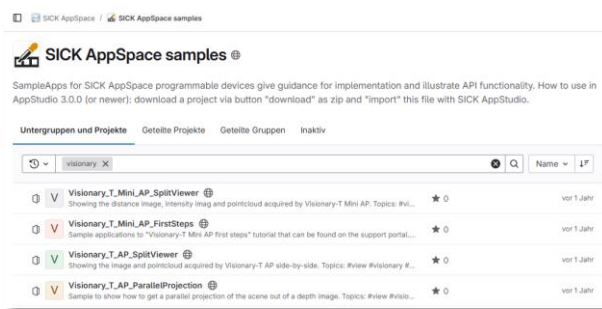 SICK AppSpace / SICK AppSpace samples
SICK AppSpace samples
SampleApps for SICK AppSpace programmable devices give guidance for implementation and illustrate API functionality. How to use in
AppStudio 3.0.0 (or newer): download a project via button "download" as zip and "import" this file with SICK AppStudio.
Untergruppen und Projekte Geteilte Projekte Geteilte Gruppen Inaktiv
visionary Name
V Visionary_T_Mini_AP_SplitViewer 0 vor 1 Jahr
Showing the distance image, intensity imag and pointcloud acquired by Visionary-T Mini AP. Topics: #vi...
V Visionary_T_Mini_AP_FirstSteps 0 vor 1 Jahr
Sample applications to "Visionary-T Mini AP first steps" tutorial that can be found on the support portal....
V Visionary_T_AP_SplitViewer 0 vor 1 Jahr
Showing the image and pointcloud acquired by Visionary-T AP side-by-side. Topics: #view #visionary #...
V Visionary_T_AP_ParallelProjection 0 vor 1 Jahr
Sample to show how to get a parallel projection of the scene out of a depth image. Topics: #view #visio...